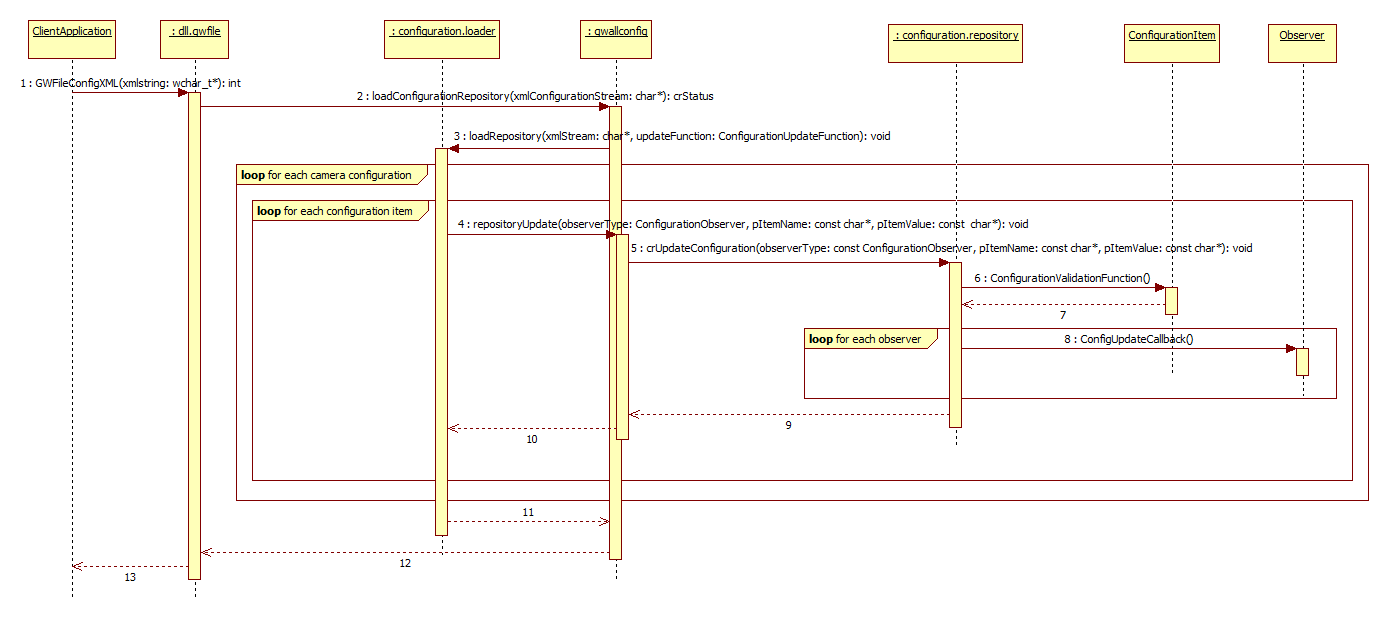 ClientApplication
: dll.gwfile
: configuration.loader
: gwallconfig
: configuration.repository
ConfigurationItem
Observer
1 : GWFileConfigXML(xmlstring: wchar_t*): int
2 : loadConfigurationRepository(xmlConfigurationStream: char*): crStatus
3 : loadRepository(xmlStream: char*, updateFunction: ConfigurationUpdateFunction): void
loop for each camera configuration
loop for each configuration item
4 : repositoryUpdate(observerType: ConfigurationObserver, pItemName: const char*, pItemValue: const char*): void
5 : crUpdateConfiguration(observerType: const ConfigurationObserver, pItemName: const char*, pItemValue: const char*): void
6 : ConfigurationValidationFunction()
7
loop for each observer
8 : ConfigUpdateCallback()
9
10
11
12
13